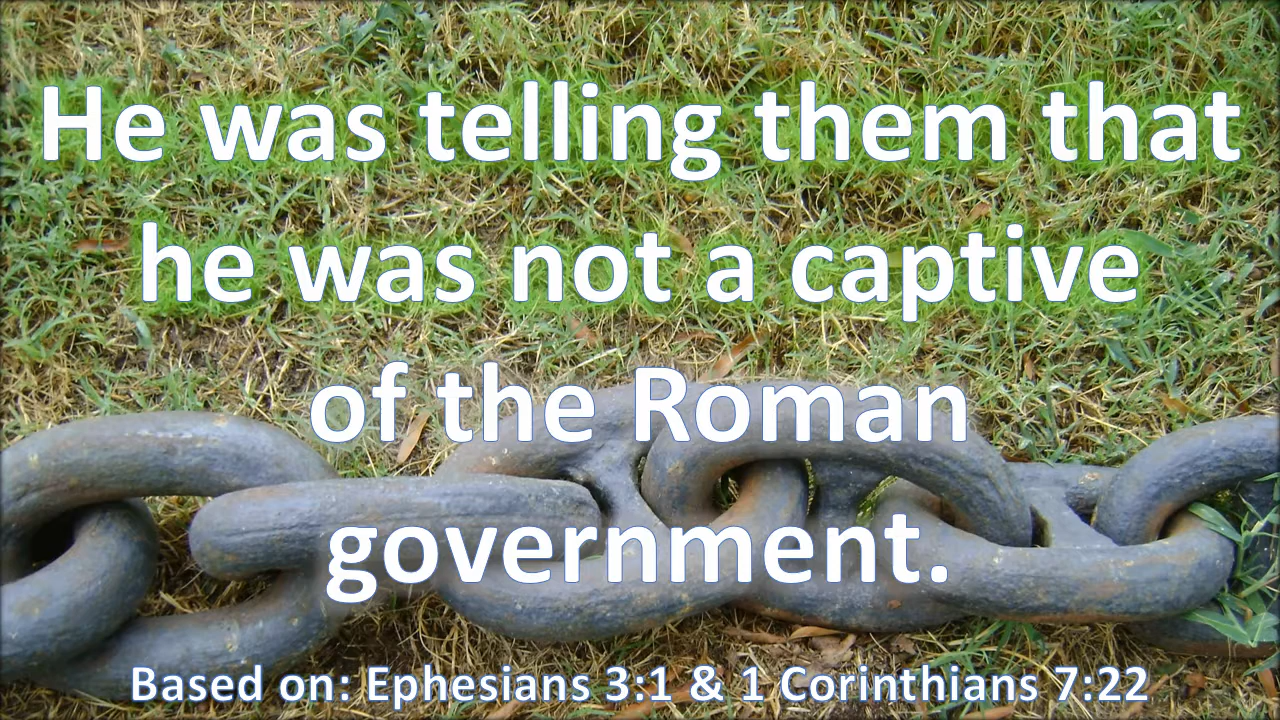 He was telling them that
he was not a captive
of the Roman
government.
Based on: Ephesians 3:1 & 1 Corinthians 7:22